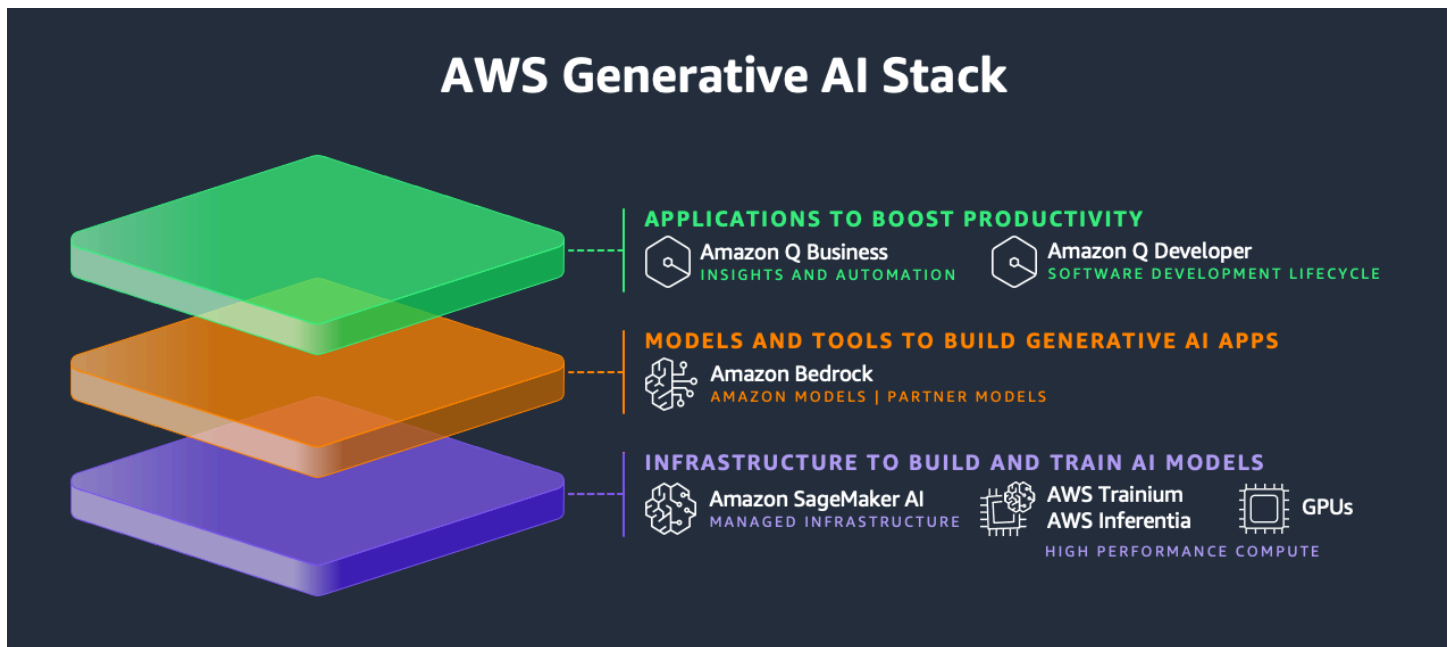 AWS Generative AI Stack
APPLICATIONS TO BOOST PRODUCTIVITY
Amazon Q Business
INSIGHTS AND AUTOMATION
Amazon Q Developer
SOFTWARE DEVELOPMENT LIFECYCLE
MODELS AND TOOLS TO BUILD GENERATIVE AI APPS
Amazon Bedrock
AMAZON MODELS | PARTNER MODELS
INFRASTRUCTURE TO BUILD AND TRAIN AI MODELS
Amazon SageMaker AI
MANAGED INFRASTRUCTURE
AWS Trainium
AWS Inferentia
GPUs
HIGH PERFORMANCE COMPUTE